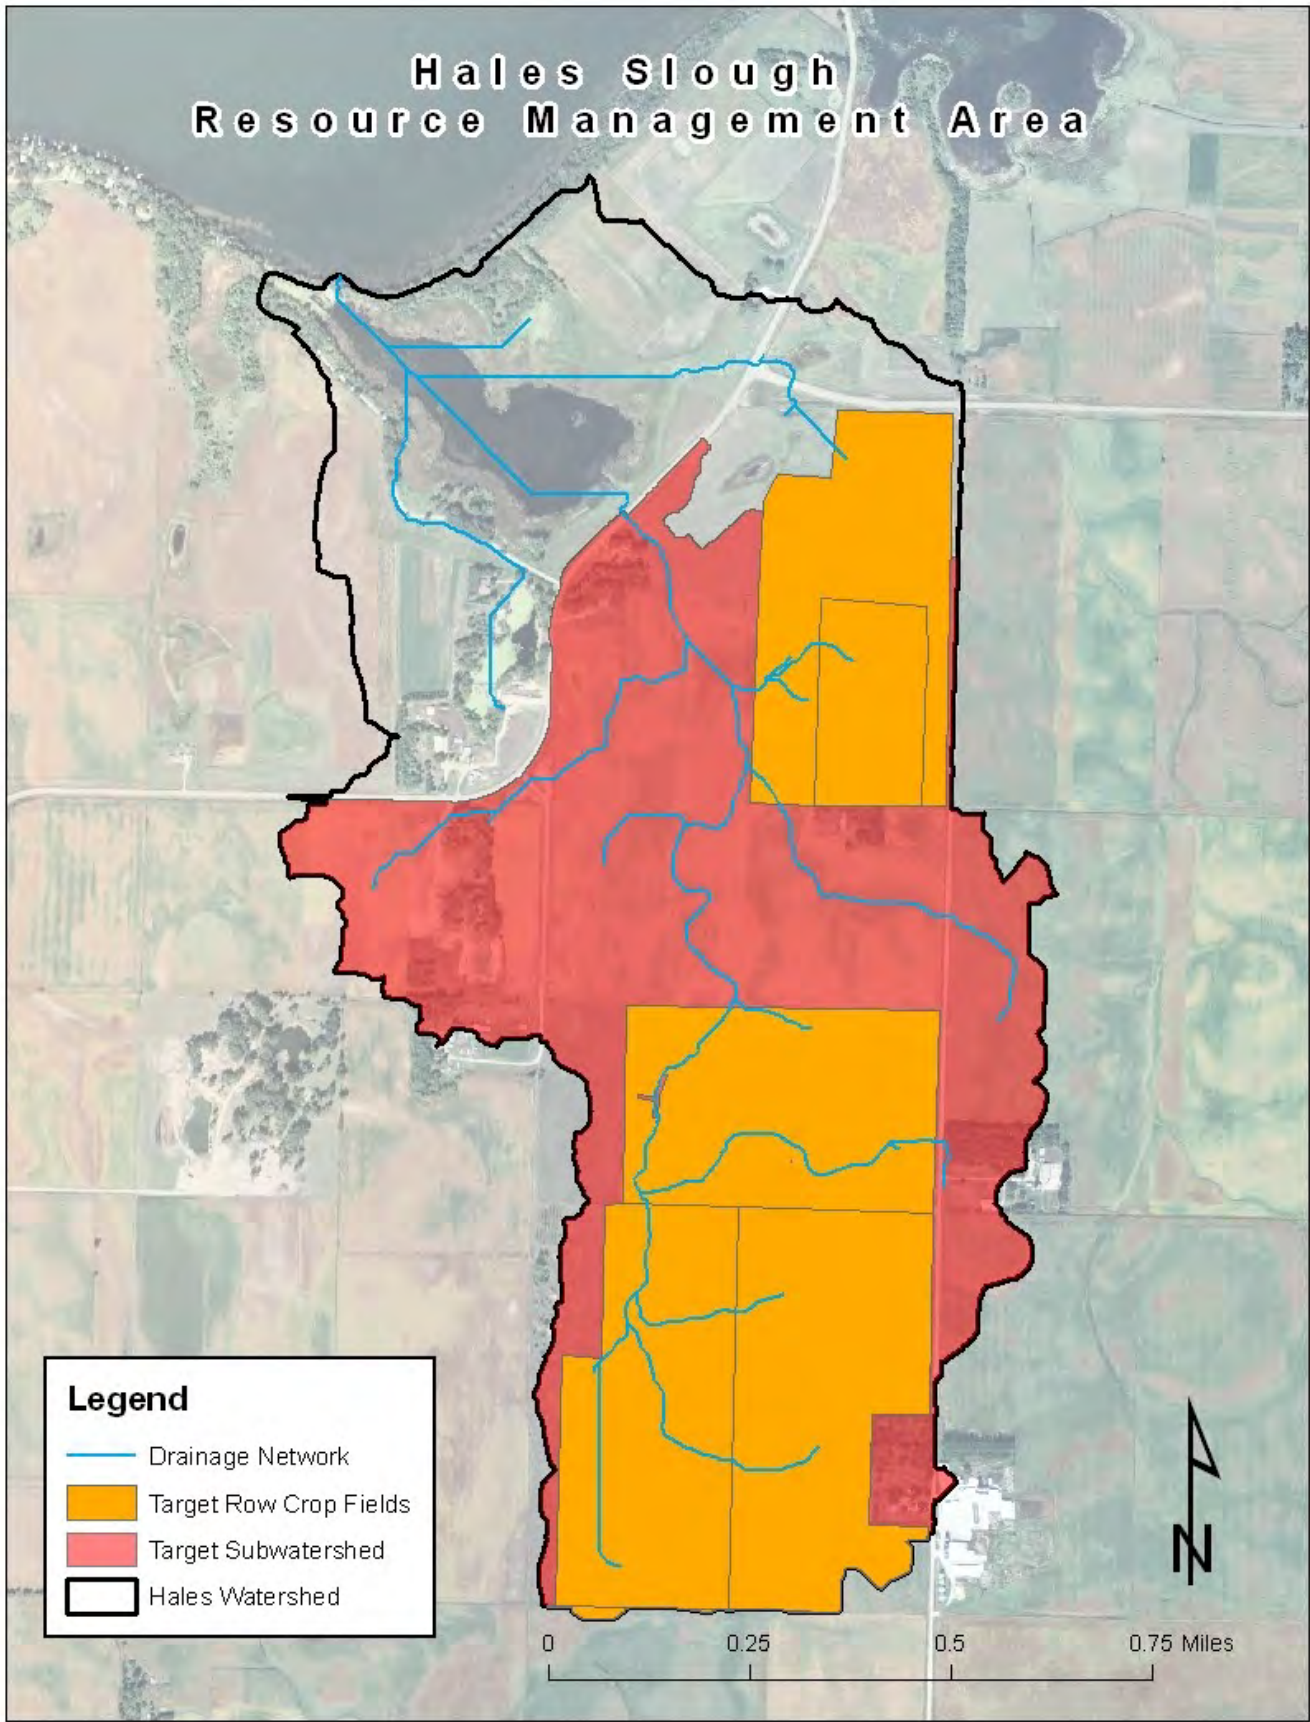 Hales Slough
Resource Management Area
Legend
Drainage Network
Target Row Crop Fields
Target Subwatershed
Hales Watershed
N
0 0.25 0.5 0.75 Miles